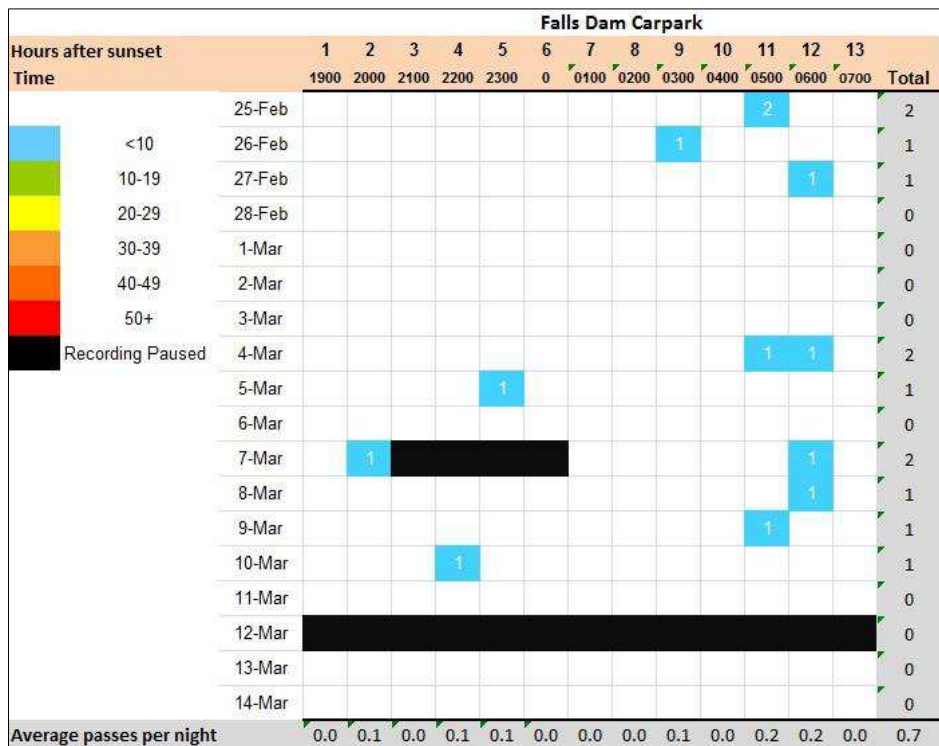 Falls Dam Carpark
Hours after sunset 1 2 3 4 5 6 7 8 9 10 11 12 13
Time 1900 2000 2100 2200 2300 0 0100 0200 0300 0400 0500 0600 0700 Total
25-Feb 2 2
<10 26-Feb 1 1
10-19 27-Feb 1 1
20-29 28-Feb 0
30-39 1-Mar 0
40-49 2-Mar 0
50+ 3-Mar 0
Recording Paused 4-Mar 1 1 2
5-Mar 1 1
6-Mar 0
7-Mar 1 1 2
8-Mar 1 1
9-Mar 1 1
10-Mar 1 1
11-Mar 0
12-Mar 0
13-Mar 0
14-Mar 0
Average passes per night 0.0 0.1 0.0 0.1 0.1 0.0 0.0 0.0 0.1 0.0 0.2 0.2 0.0 0.7